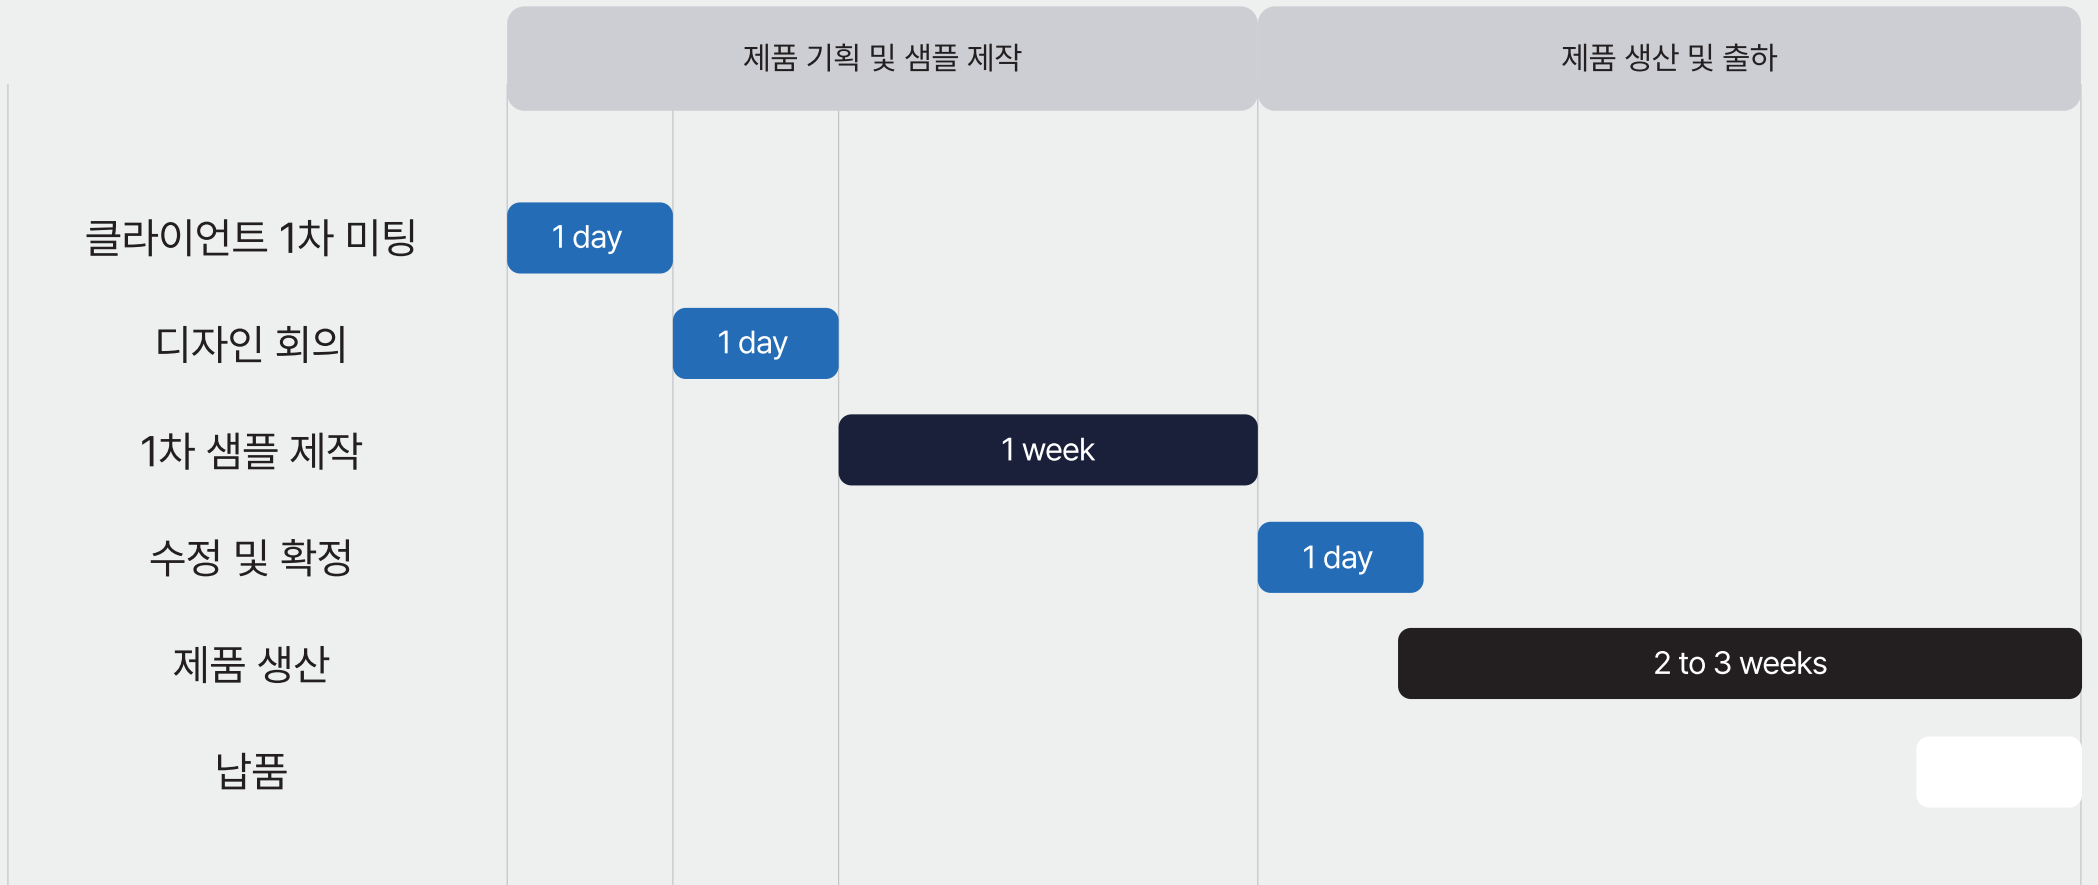 제품 기획 및 샘플 제작
제품 생산 및 출하
클라이언트 1차 미팅
1 day
디자인 회의
1 day
1차 샘플 제작
1 week
수정 및 확정
1 day
제품 생산
2 to 3 weeks
납품